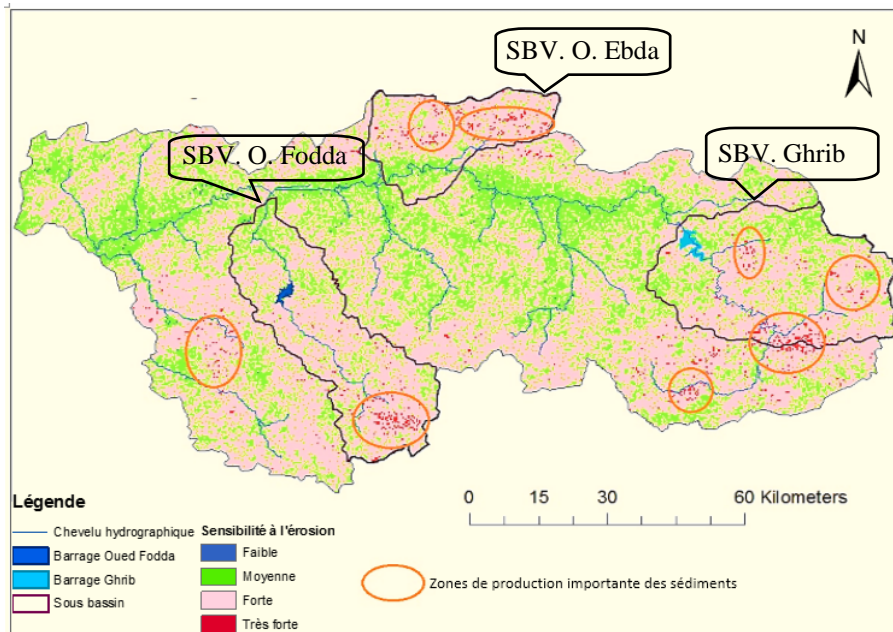 SBV. O. Ebda
N
SBV. O. Fodda
SBV. Ghrib
Légende
0 15 30 60 Kilometers
Chevelu hydrographique
Barrage Oued Fodda
Barrage Ghrib
Sous bassin
Sensibilité à l'érosion
Faible
Moyenne
Forte
Très forte
Zones de production importante des sédiments